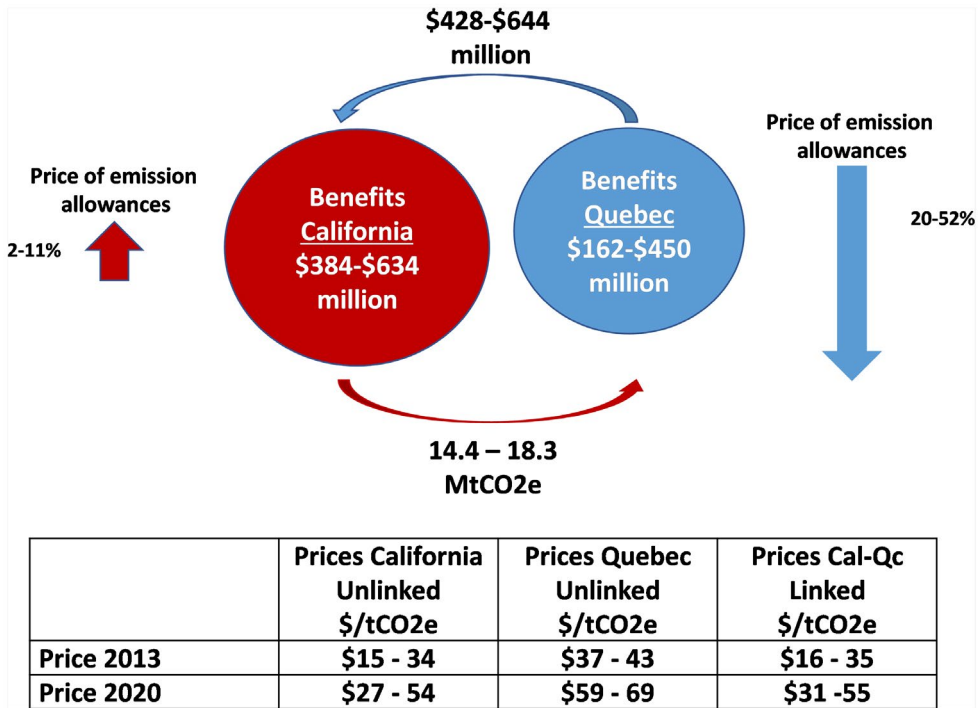 $428-$644
million
Price of emission
allowances
2-11%
Benefits
California
$384-$634
million
Benefits
Quebec
$162-$450
million
Price of emission
allowances
20-52%
14.4 – 18.3
MtCO2e
Prices California Unlinked $/tCO2e Prices Quebec Unlinked $/tCO2e Prices Cal-Qc Linked $/tCO2e
Price 2013 $15 - 34 $37 - 43 $16 - 35
Price 2020 $27 - 54 $59 - 69 $31 -55